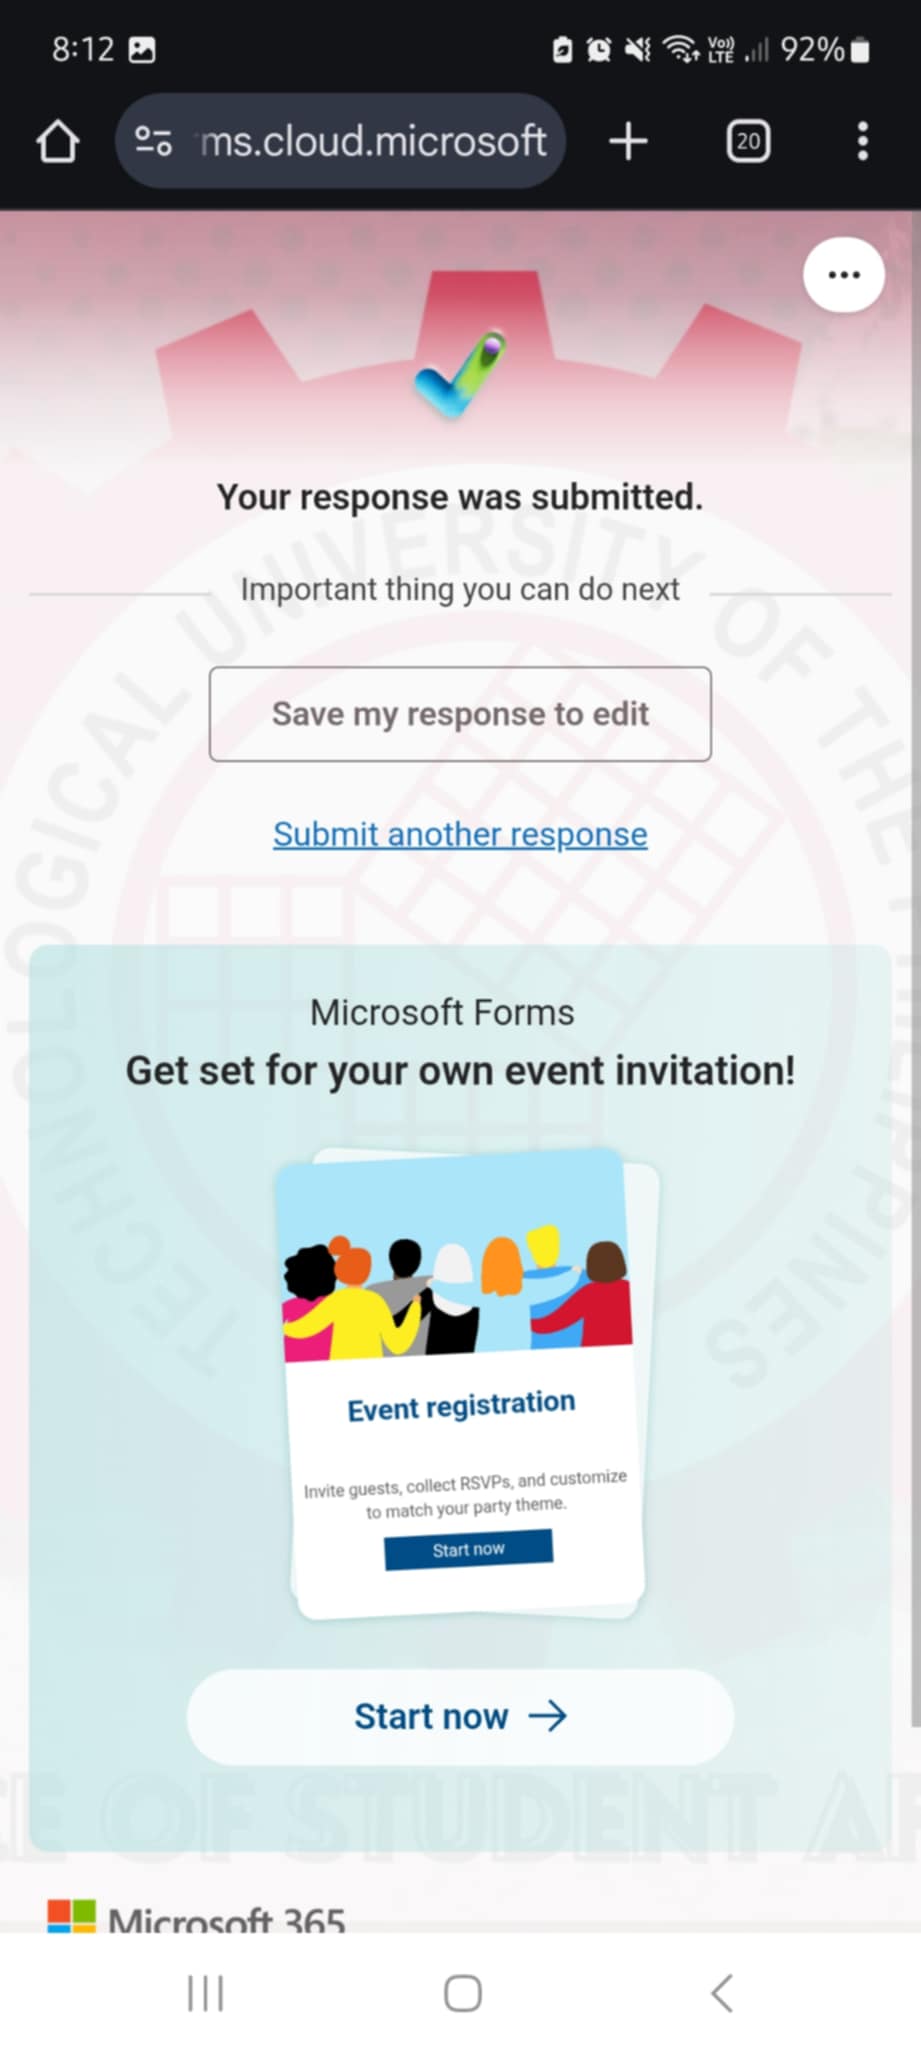 8:12
Vo))
LTE
92%
ms.cloud.microsoft
20
Your response was submitted.
Important thing you can do next
Save my response to edit
Submit another response
TECHNOLOGICAL UNIVERSITY OF THE PHILIPPINES
Microsoft Forms
Get set for your own event invitation!
Event registration
Invite guests, collect RSVPs, and customize
to match your party theme.
Start now
Start now
E OF STUDENT AF
Microsoft 365